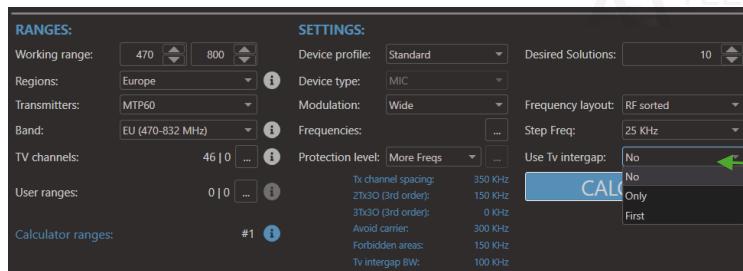 RANGES:
Working range: 470 800
Regions: Europe
Transmitters: MTP60
Band: EU (470-832 MHz)
TV channels: 46 | 0 ...
User ranges: 0 | 0 ...
Calculator ranges: #1
SETTINGS:
Device profile: Standard
Device type: MIC
Modulation: Wide
Frequencies: ...
Protection level: More Freqs ...
Tx channel spacing: 350 KHz
2Tx3O (3rd order): 150 KHz
3Tx3O (3rd order): 0 KHz
Avoid carrier: 300 KHz
Forbidden areas: 150 KHz
Tv intergap BW: 100 KHz
Desired Solutions: 10
Frequency layout: RF sorted
Step Freq: 25 KHz
Use Tv intergap: No
No
Only
First